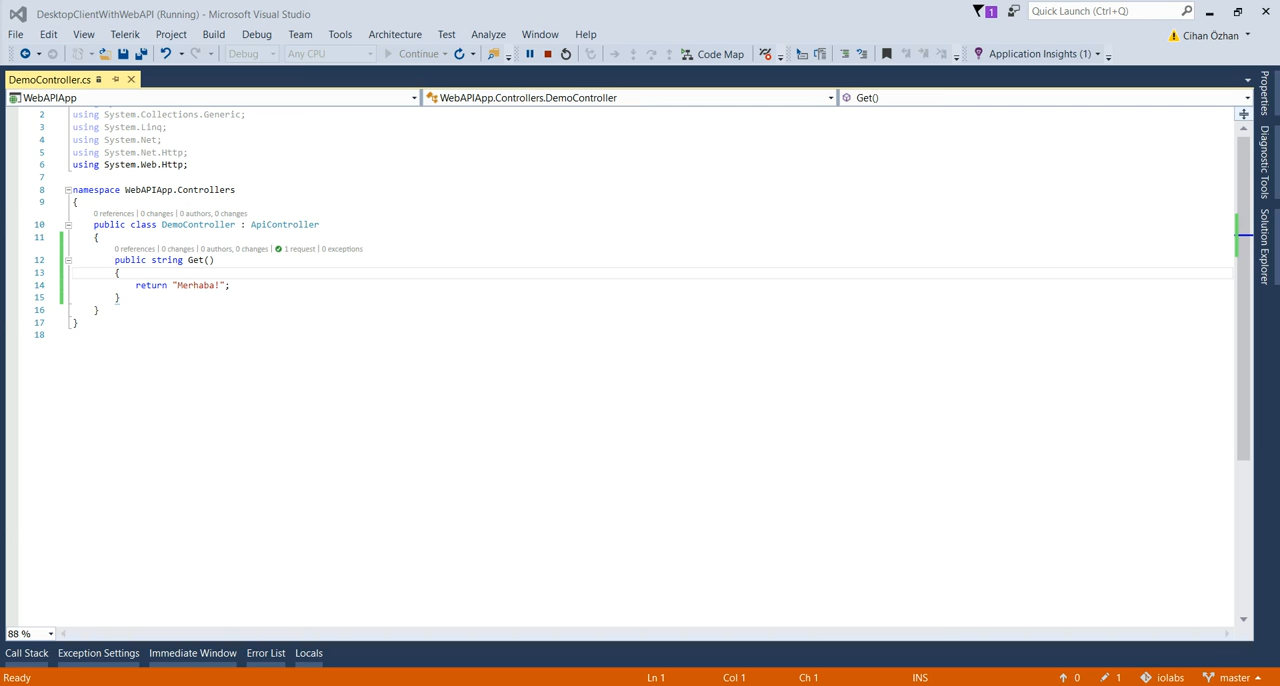 DesktopClientWithWebAPI (Running) - Microsoft Visual Studio
1
Quick Launch (Ctrl+Q)
File Edit View Telerik Project Build Debug Team Tools Architecture Test Analyze Window Help
Cihan Özhan
Debug Any CPU Continue Code Map Application Insights (1)
DemoController.cs
WebAPIApp WebAPIApp.Controllers.DemoController Get()
2 using System.Collections.Generic;
3 using System.Linq;
4 using System.Net;
5 using System.Net.Http;
6 using System.Web.Http;
7
8 namespace WebAPIApp.Controllers
9 {
0 references | 0 changes | 0 authors, 0 changes
10 public class DemoController : ApiController
11 {
0 references | 0 changes | 0 authors, 0 changes | 1 request | 0 exceptions
12 public string Get()
13 {
14 return "Merhaba!";
15 }
16 }
17 }
18
Properties
Diagnostic Tools
Solution Explorer
88 %
Call Stack Exception Settings Immediate Window Error List Locals
Ready Ln 1 Col 1 Ch 1 INS 0 1 iolabs master